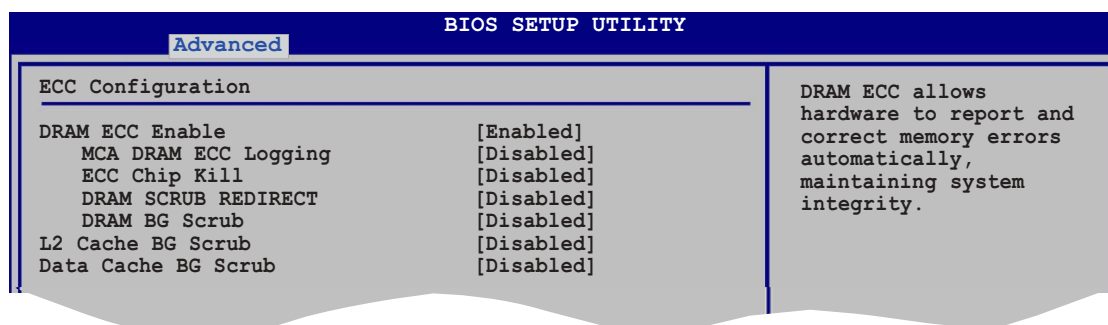 BIOS SETUP UTILITY
Advanced
ECC Configuration
DRAM ECC Enable [Enabled]
MCA DRAM ECC Logging [Disabled]
ECC Chip Kill [Disabled]
DRAM SCRUB REDIRECT [Disabled]
DRAM BG Scrub [Disabled]
L2 Cache BG Scrub [Disabled]
Data Cache BG Scrub [Disabled]
DRAM ECC allows
hardware to report and
correct memory errors
automatically,
maintaining system
integrity.